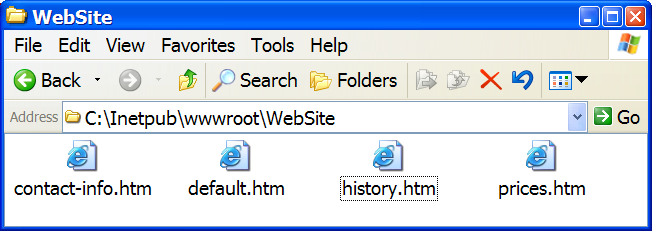 WebSite
File Edit View Favorites Tools Help
Back Search Folders
Address C:\Inetpub\wwwroot\WebSite Go
contact-info.htm default.htm history.htm prices.htm